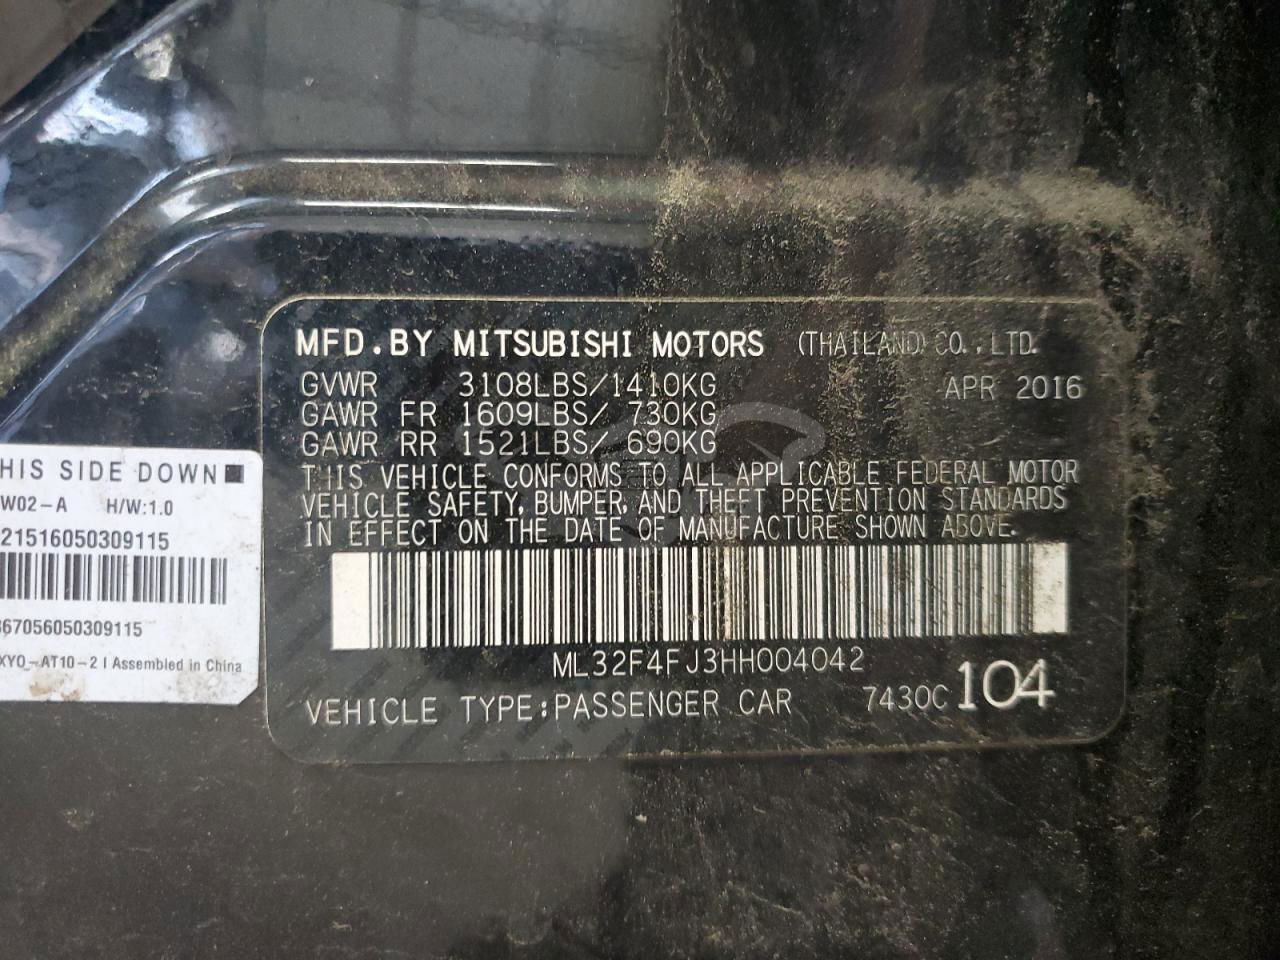 MFD.BY MITSUBISHI MOTORS (THAILAND) CO.,LTD.
GVWR 3108LBS/1410KG APR 2016
GAWR FR 1609LBS/ 730KG
GAWR RR 1521LBS/ 690KG
THIS VEHICLE CONFORMS TO ALL APPLICABLE FEDERAL MOTOR
VEHICLE SAFETY, BUMPER, AND THEFT PREVENTION STANDARDS
IN EFFECT ON THE DATE OF MANUFACTURE SHOWN ABOVE.
ML32F4FJ3HH004042
VEHICLE TYPE:PASSENGER CAR 7430C 104
HIS SIDE DOWN
W02-A H/W:1.0
21516050309115
367056050309115
XYO_-AT10-2 I Assembled in China